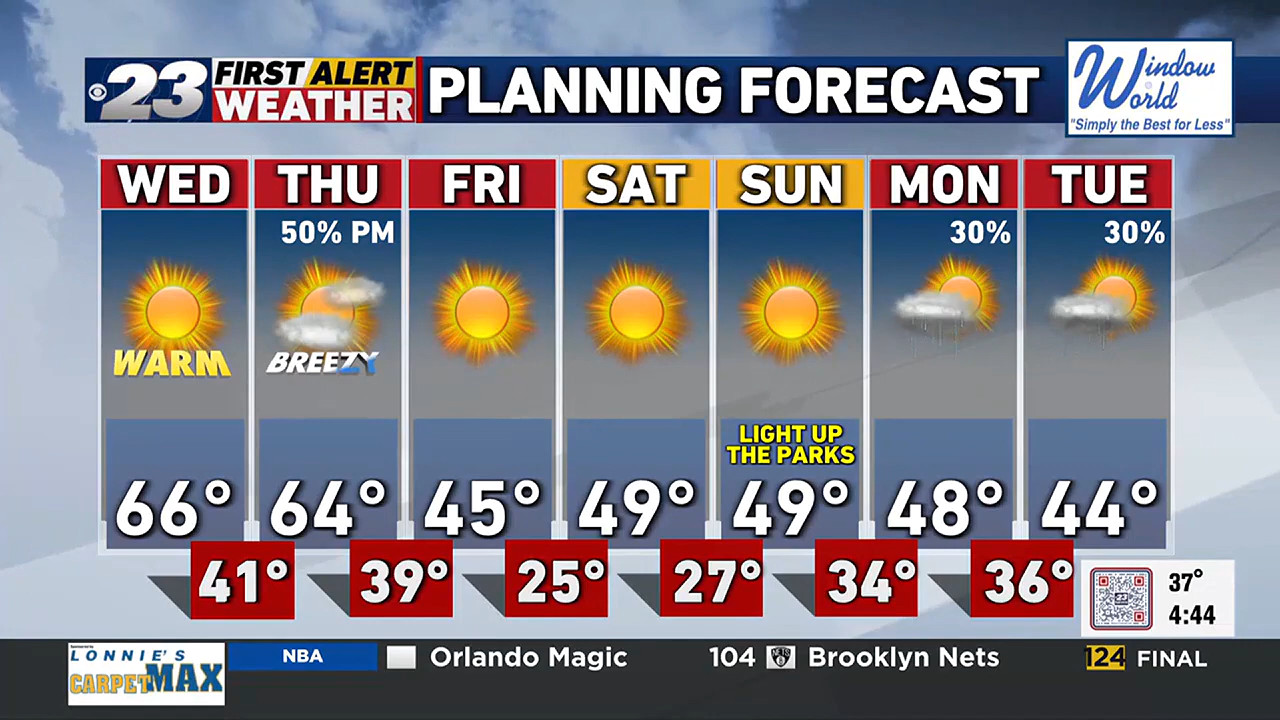 23 FIRST ALERT WEATHER
PLANNING FORECAST
Window World
"Simply the Best for Less"
WED THU FRI SAT SUN MON TUE
50% PM 30% 30%
WARM BREEZY
LIGHT UP
THE PARKS
66° 64° 45° 49° 49° 48° 44°
41° 39° 25° 27° 34° 36°
23
37°
4:44
LONNIE'S
CARPET MAX
NBA Orlando Magic 104 NETS Brooklyn Nets 124 FINAL